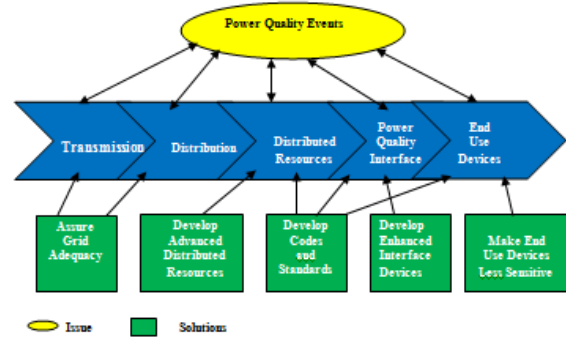 Power Quality Events
Transmission
Distribution
Distributed
Resources
Power
Quality
Interface
End
Use
Devices
Assure
Grid
Adequacy
Develop
Advanced
Distributed
Resources
Develop
Codes
and
Standards
Develop
Enhanced
Interface
Devices
Make End
Use Devices
Less Sensitive
Issue
Solutions